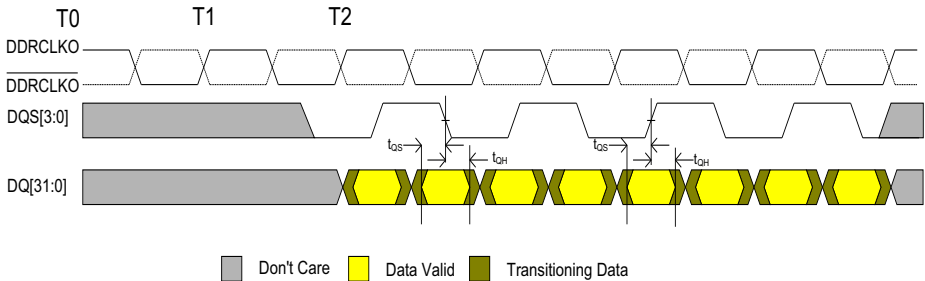 T0 T1 T2
DDRCLKO
DDRCLKO
DQS[3:0]
tQS tQH tQS tQH
DQ[31:0]
Don't Care Data Valid Transitioning Data